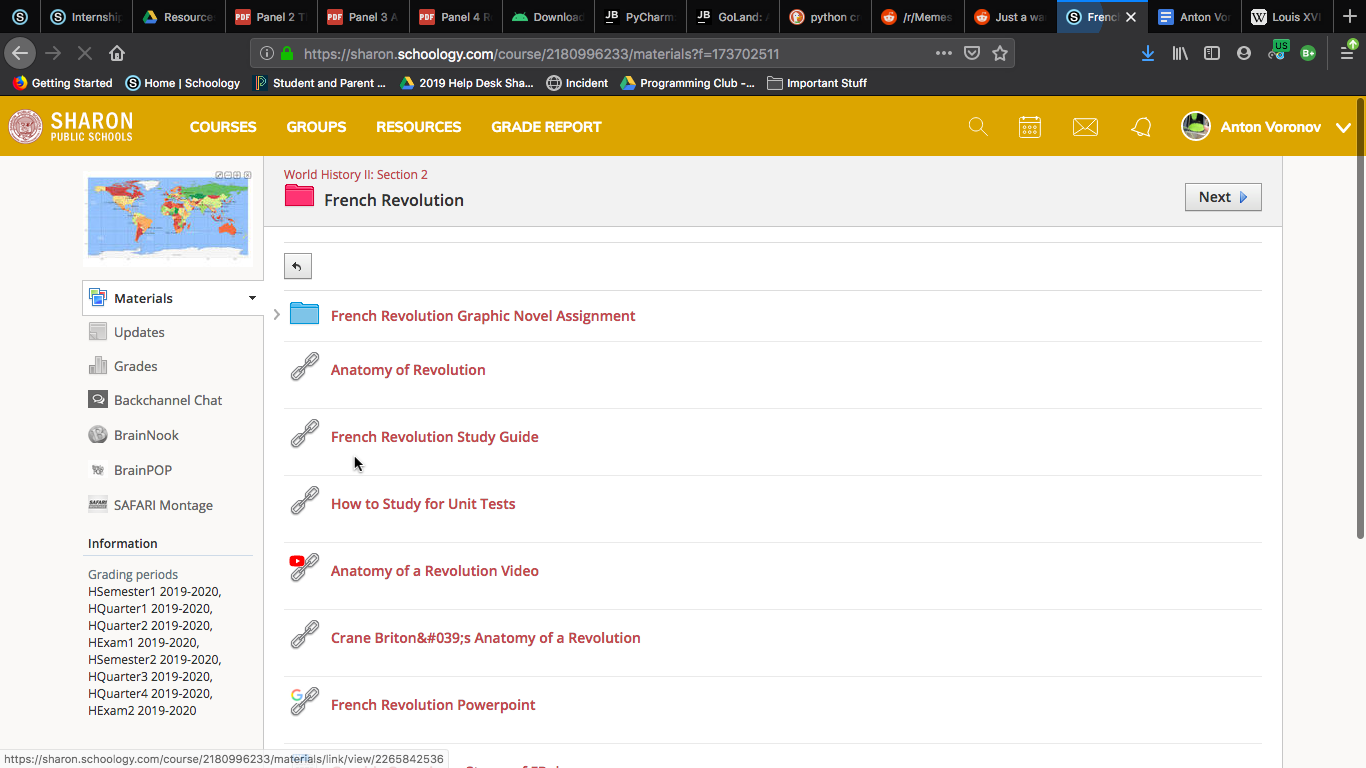 Internship
Resource
Panel 2 T
Panel 3 A
Panel 4 R
Download
JB PyCharm:
JB GoLand:
python c
/r/Memes
Just a wa
Frenc
Anton Vor
Louis XVI
https://sharon.schoology.com/course/2180996233/materials?f=173702511
US
B+
Getting Started
Home | Schoology
Student and Parent ...
2019 Help Desk Sha...
Incident
Programming Club -...
Important Stuff
SHARON
PUBLIC SCHOOLS
COURSES
GROUPS
RESOURCES
GRADE REPORT
Anton Voronov
World History II: Section 2
French Revolution
Next
Materials
Updates
Grades
Backchannel Chat
BrainNook
BrainPOP
SAFARI Montage
Information
Grading periods
HSemester1 2019-2020,
HQuarter1 2019-2020,
HQuarter2 2019-2020,
HExam1 2019-2020,
HSemester2 2019-2020,
HQuarter3 2019-2020,
HQuarter4 2019-2020,
HExam2 2019-2020
French Revolution Graphic Novel Assignment
Anatomy of Revolution
French Revolution Study Guide
How to Study for Unit Tests
Anatomy of a Revolution Video
Crane Briton&#039;s Anatomy of a Revolution
French Revolution Powerpoint
https://sharon.schoology.com/course/2180996233/materials/link/view/2265842536